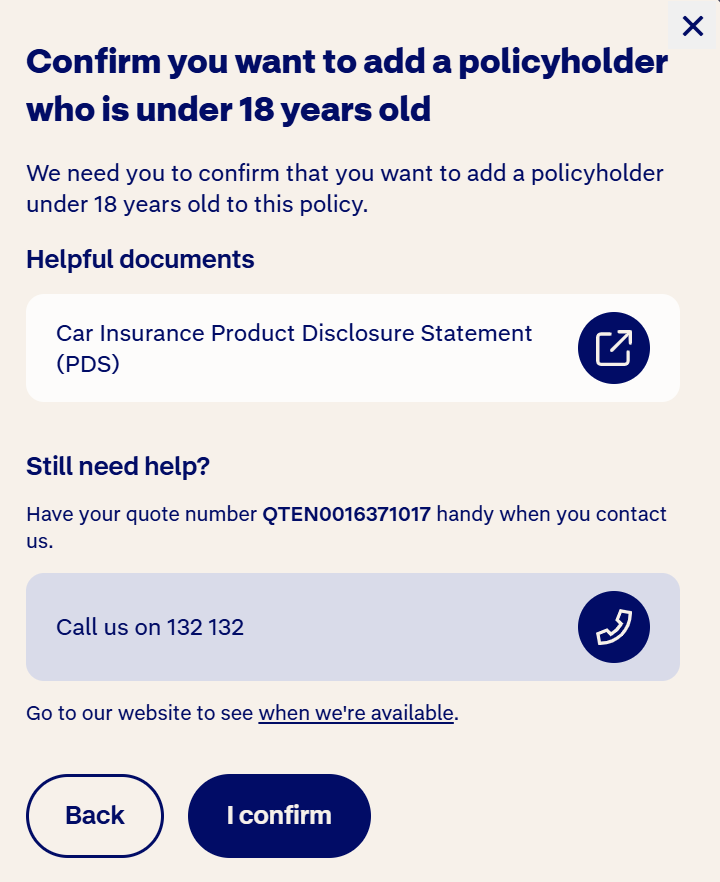 Confirm you want to add a policyholder
who is under 18 years old
We need you to confirm that you want to add a policyholder
under 18 years old to this policy.
Helpful documents
Car Insurance Product Disclosure Statement
(PDS)
Still need help?
Have your quote number QTEN0016371017 handy when you contact
us.
Call us on 132 132
Go to our website to see when we're available.
Back
I confirm